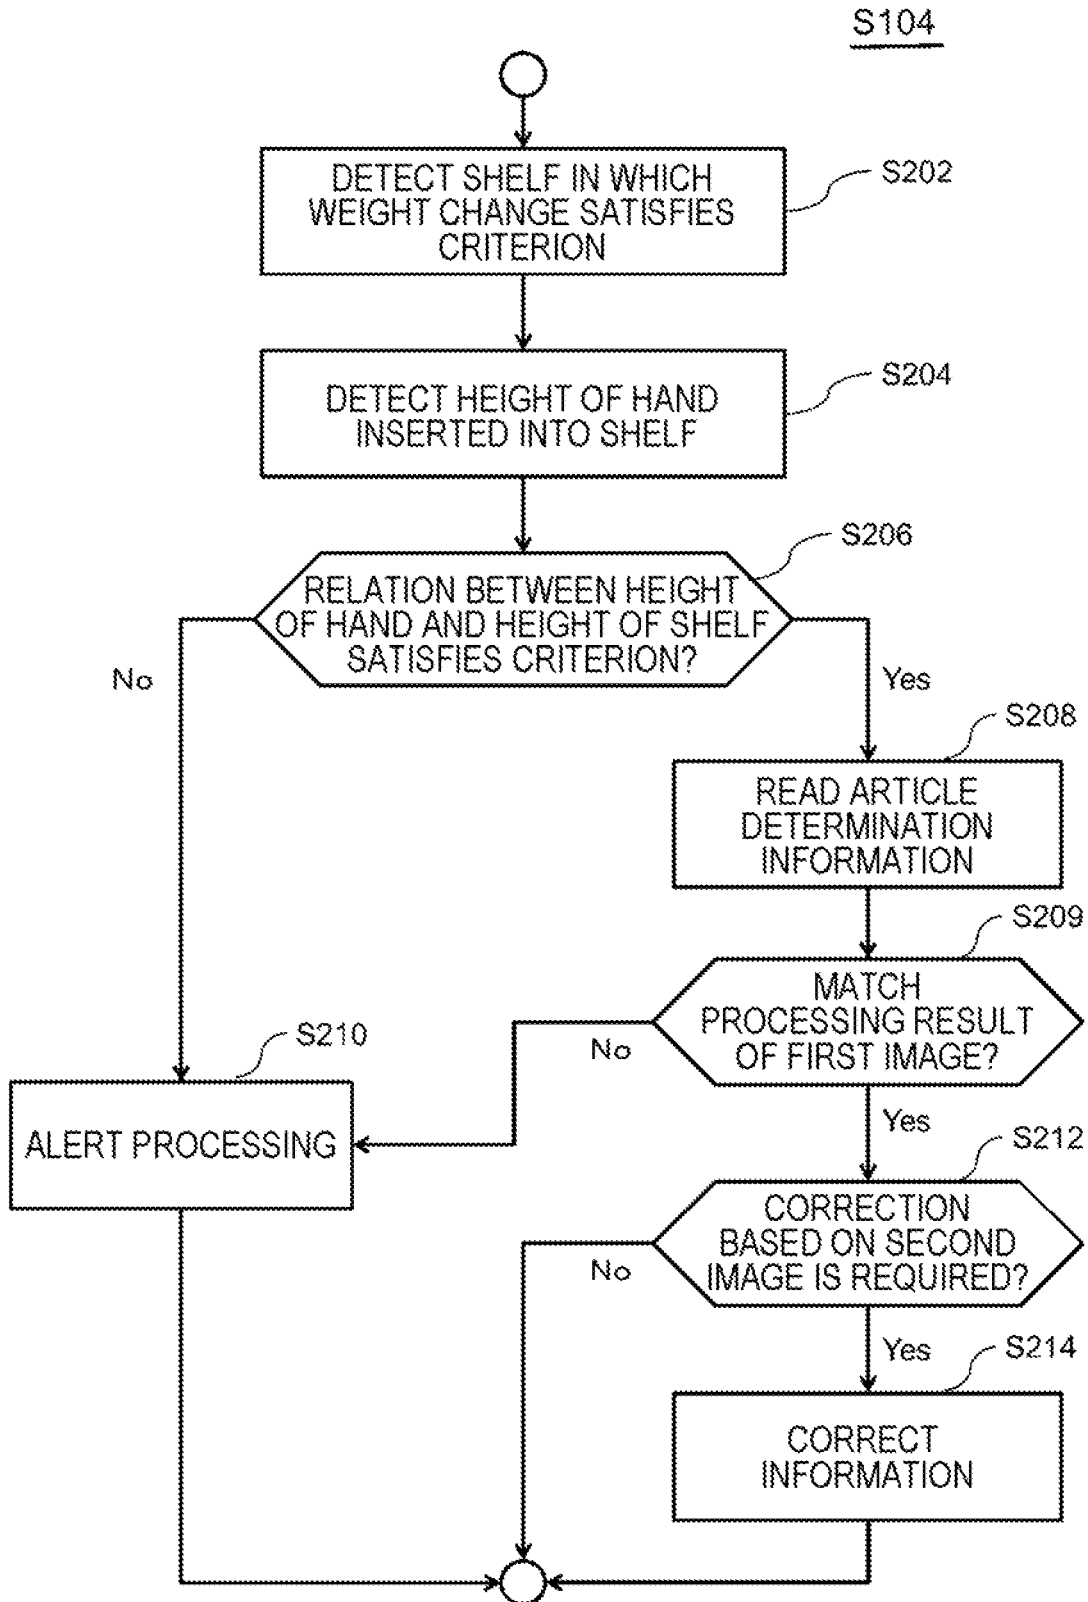 S104
S202
DETECT SHELF IN WHICH
WEIGHT CHANGE SATISFIES
CRITERION
S204
DETECT HEIGHT OF HAND
INSERTED INTO SHELF
S206
RELATION BETWEEN HEIGHT
OF HAND AND HEIGHT OF SHELF
SATISFIES CRITERION?
No
Yes
S208
READ ARTICLE
DETERMINATION
INFORMATION
S209
MATCH
PROCESSING RESULT
OF FIRST IMAGE?
No
Yes
S210
ALERT PROCESSING
S212
CORRECTION
BASED ON SECOND
IMAGE IS REQUIRED?
No
Yes
S214
CORRECT
INFORMATION